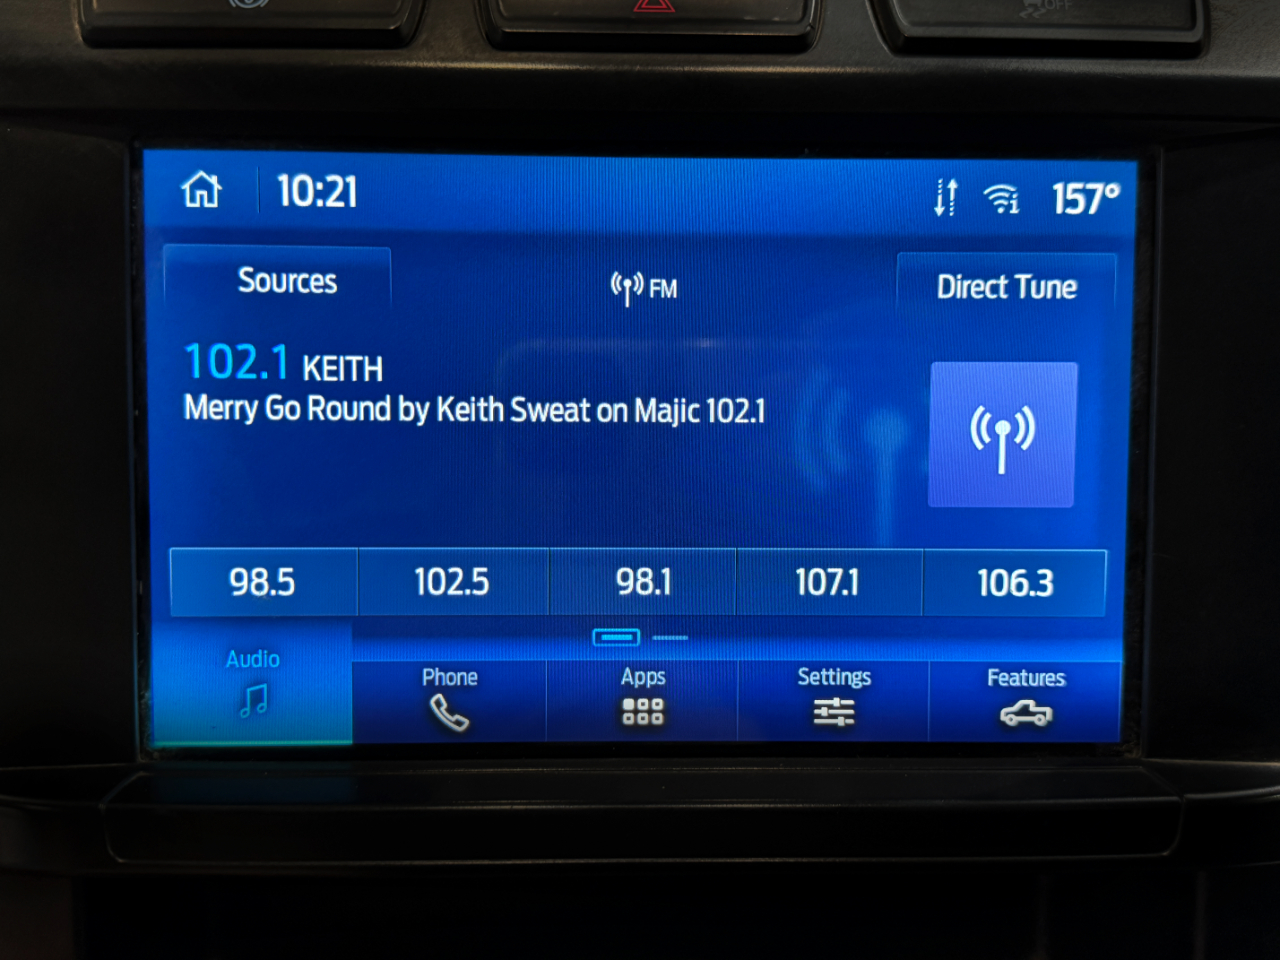 OFF
10:21
157°
Sources
FM
Direct Tune
102.1 KEITH
Merry Go Round by Keith Sweat on Majic 102.1
98.5
102.5
98.1
107.1
106.3
Audio
Phone
Apps
Settings
Features